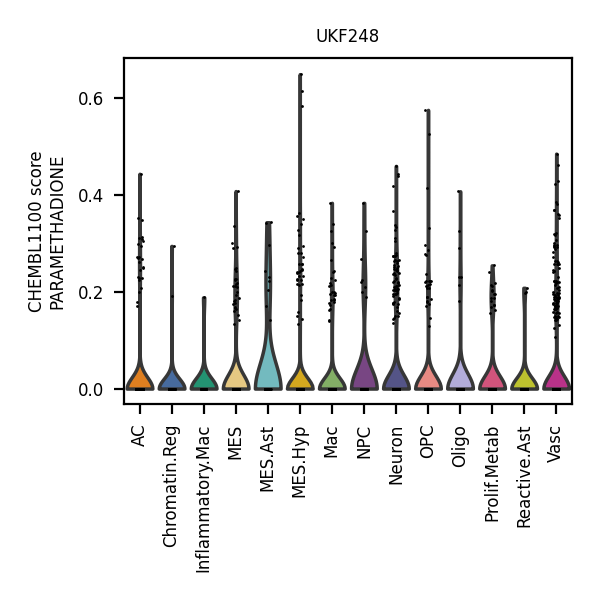 UKF248
CHEMBL1100 score
PARAMETHADIONE
0.6
0.4
0.2
0.0
AC
Chromatin.Reg
Inflammatory.Mac
MES
MES.Ast
MES.Hyp
Mac
NPC
Neuron
OPC
Oligo
Prolif.Metab
Reactive.Ast
Vasc